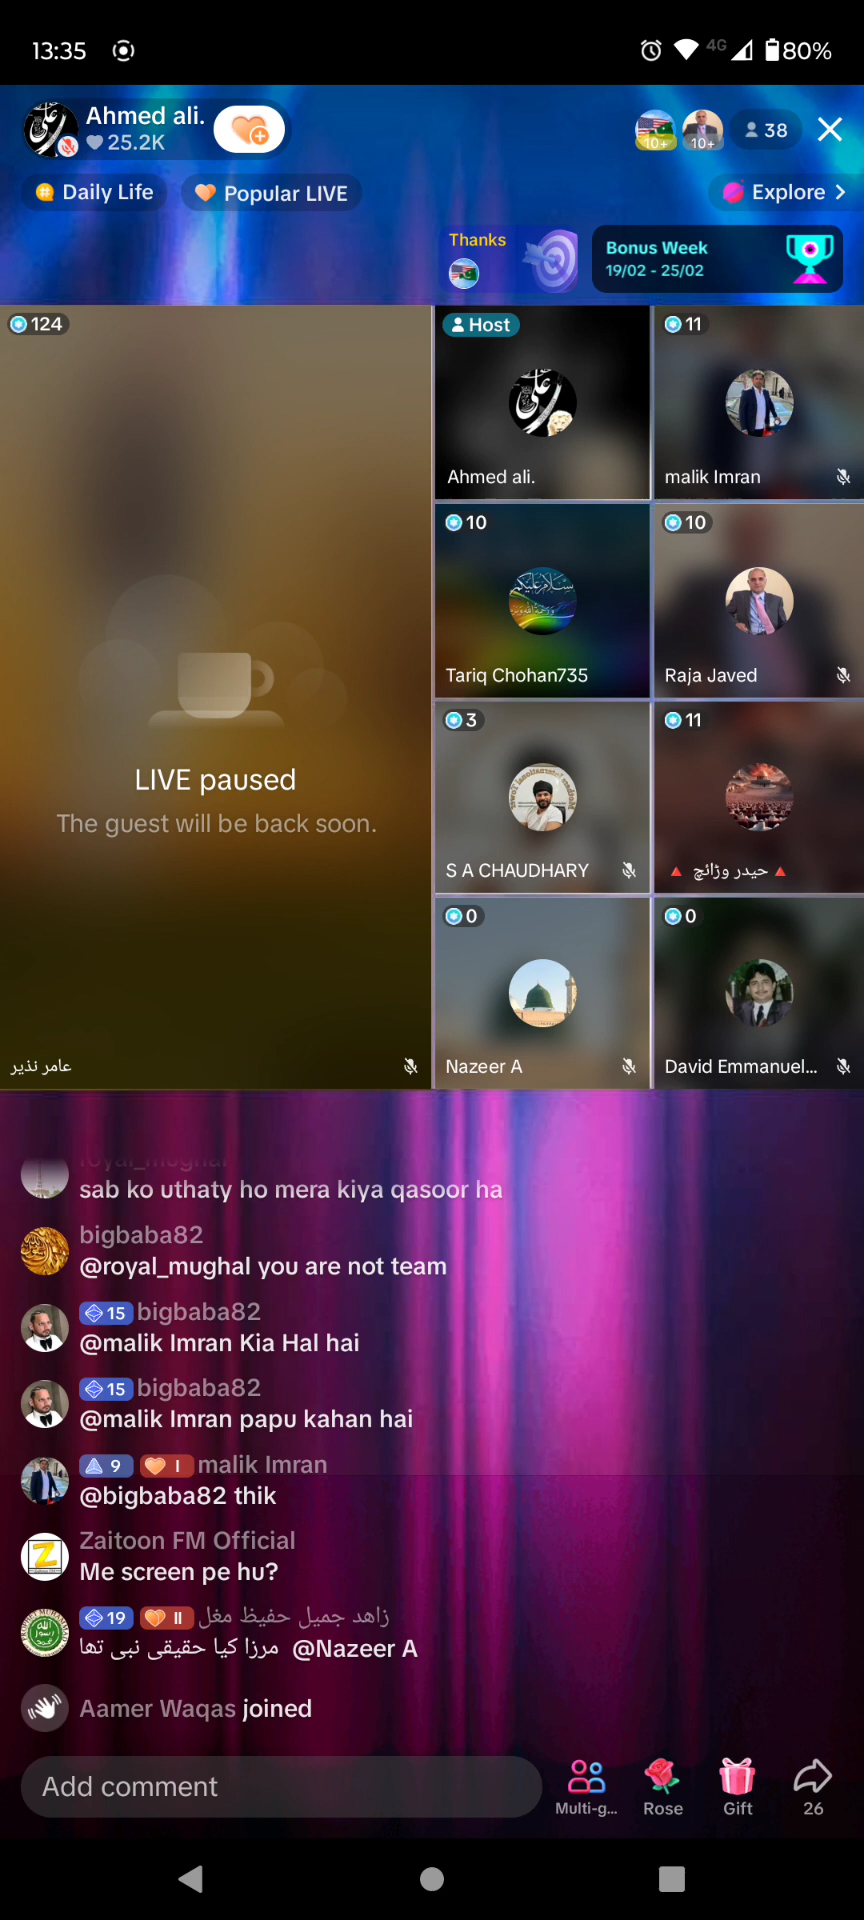 13:35
4G
80%
Ahmed ali.
25.2K
10+
10+
38
Daily Life
Popular LIVE
Explore
Thanks
Bonus Week
19/02 - 25/02
124
Host
Ahmed ali.
11
malik Imran
10
Tariq Chohan735
10
Raja Javed
3
S A CHAUDHARY
11
🔺 حیدر وڑائچ 🔺
LIVE paused
The guest will be back soon.
عامر نذیر
0
Nazeer A
0
David Emmanuel...
royal_mughal
sab ko uthaty ho mera kiya qasoor ha
bigbaba82
@royal_mughal you are not team
15 bigbaba82
@malik Imran Kia Hal hai
15 bigbaba82
@malik Imran papu kahan hai
9 I malik Imran
@bigbaba82 thik
Zaitoon FM Official
Me screen pe hu?
19 II زاھد جمیل حفیظ مغل
@Nazeer A مرزا کیا حقیقی نبی تھا
Aamer Waqas joined
Add comment
Multi-g...
Rose
Gift
26